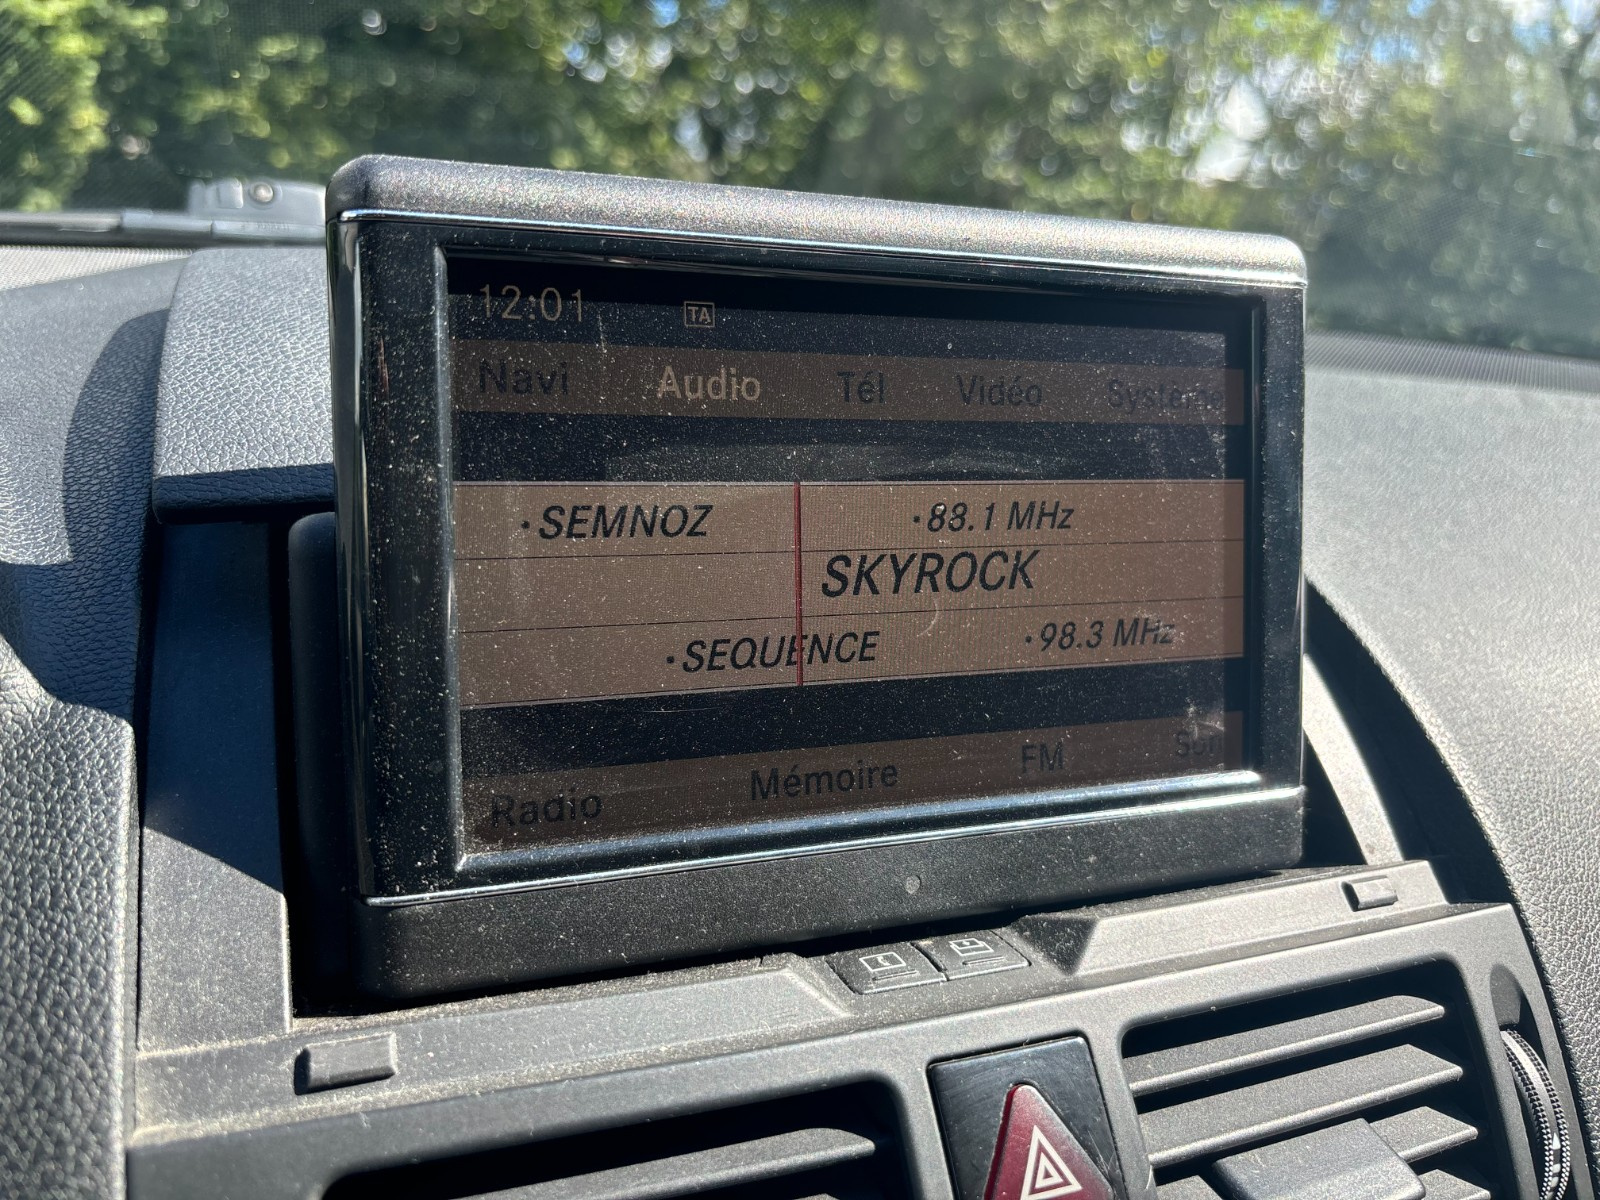 12:01 TA
Navi Audio Tél Vidéo Système
·SEMNOZ ·88.1 MHz
SKYROCK
·SEQUENCE ·98.3 MHz
Radio Mémoire FM Son